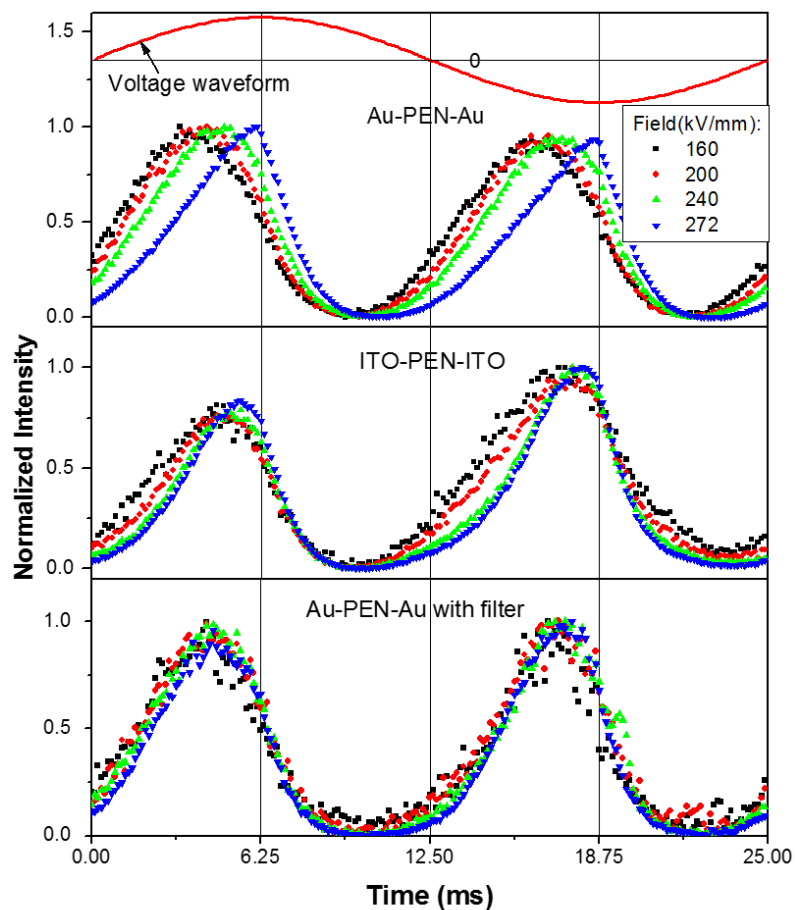 1.5
0
Voltage waveform
Au-PEN-Au
Field(kV/mm):
160
200
240
272
1.0
0.5
0.0
ITO-PEN-ITO
1.0
0.5
0.0
Normalized Intensity
Au-PEN-Au with filter
1.0
0.5
0.0
0.00 6.25 12.50 18.75 25.00
Time (ms)